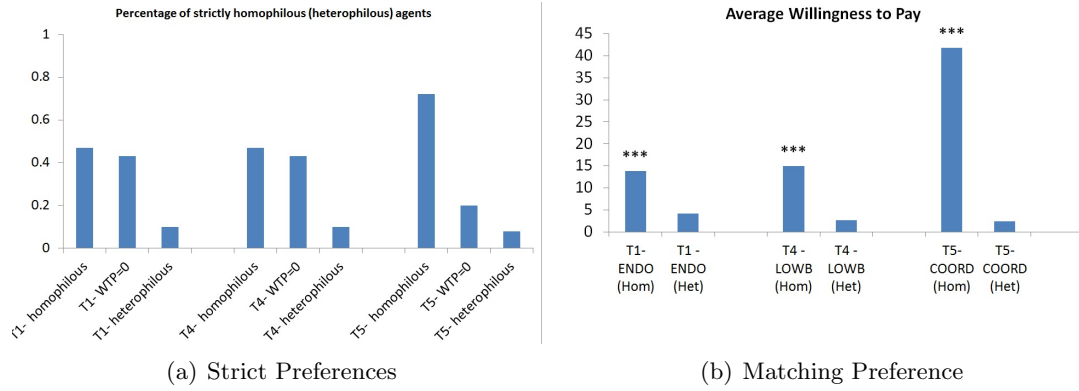 Percentage of strictly homophilous (heterophilous) agents
1
0.8
0.6
0.4
0.2
0
T1- homophilous
T1- WTP=0
T1- heterophilous
T4- homophilous
T4- WTP=0
T4- heterophilous
T5- homophilous
T5- WTP=0
T5- heterophilous
(a) Strict Preferences
Average Willingness to Pay
45
40
35
30
25
20
15
10
5
0
***
***
***
T1-
ENDO
(Hom)
T1 -
ENDO
(Het)
T4 -
LOWB
(Hom)
T4 -
LOWB
(Het)
T5-
COORD
(Hom)
T5-
COORD
(Het)
(b) Matching Preference